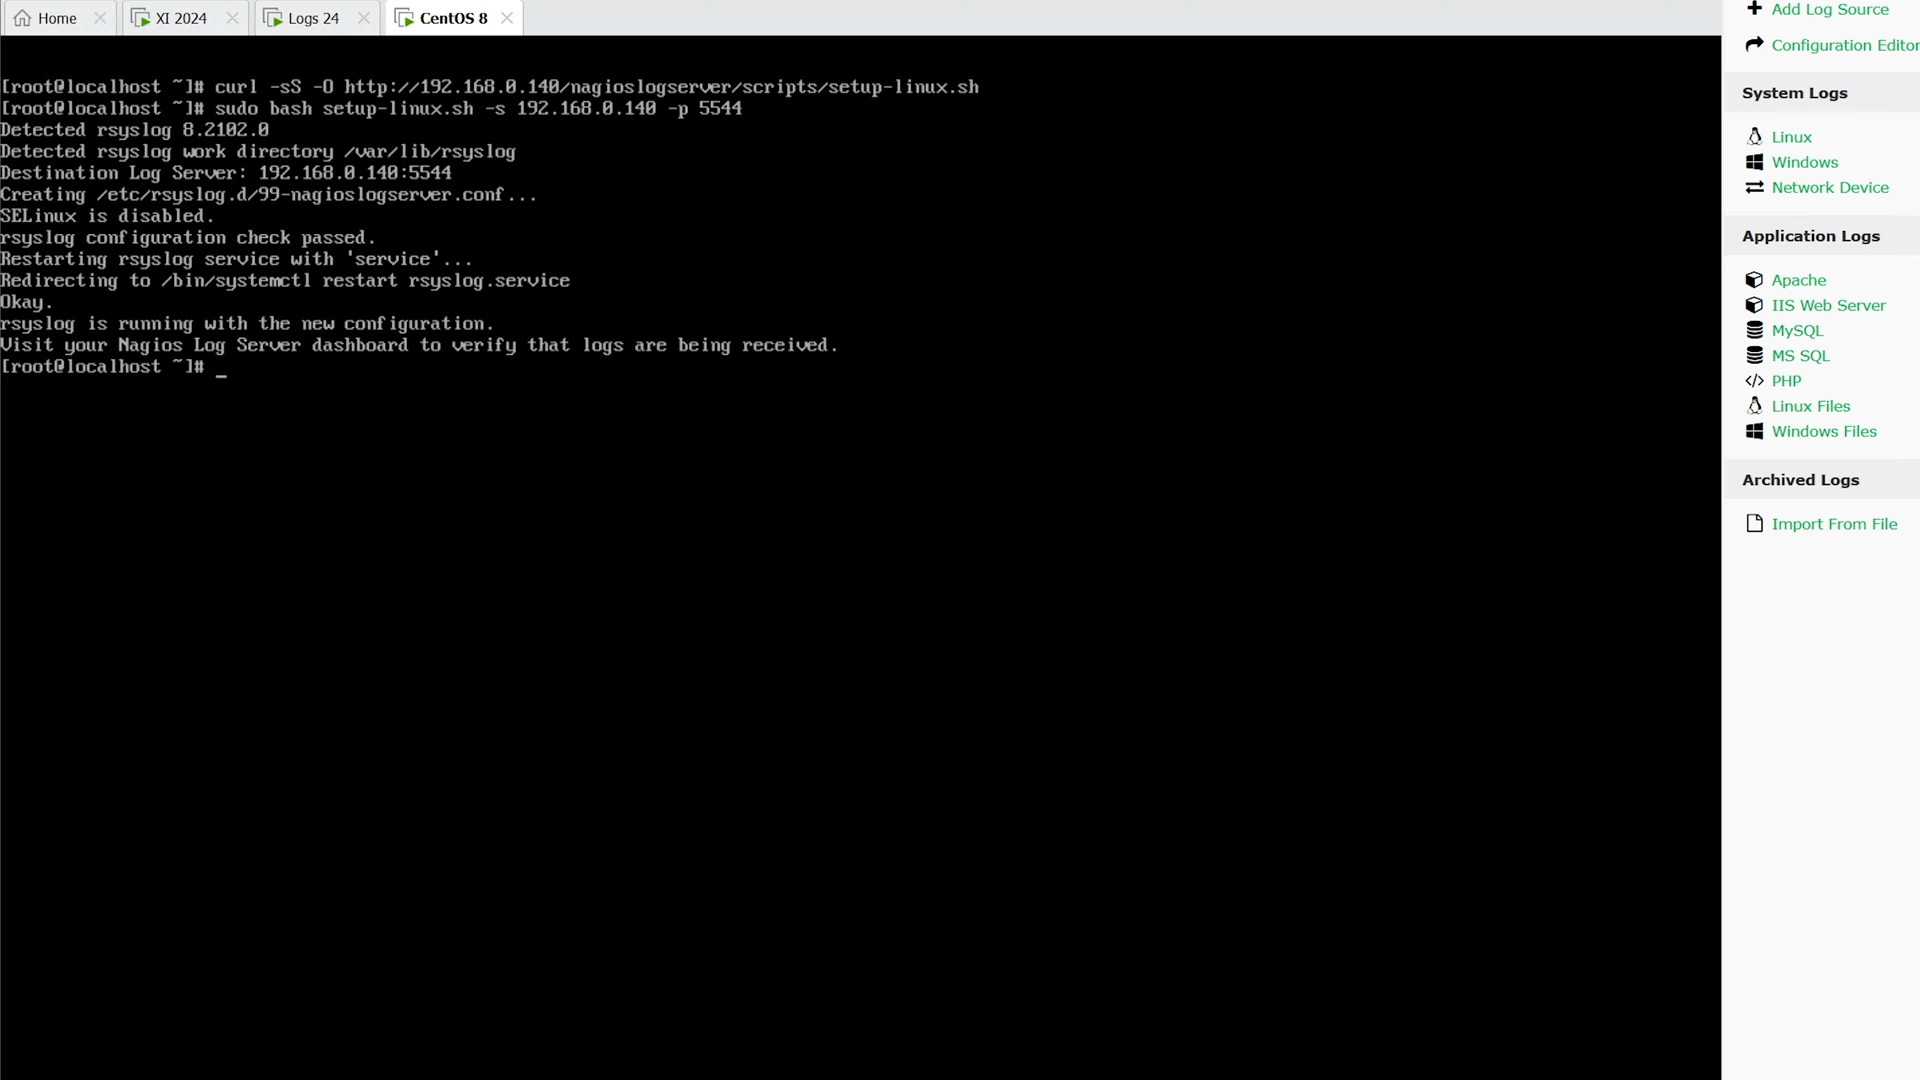 Home
XI 2024
Logs 24
CentOS 8
[root@localhost ~]# curl -sS -O http://192.168.0.140/nagioslogserver/scripts/setup-linux.sh
[root@localhost ~]# sudo bash setup-linux.sh -s 192.168.0.140 -p 5544
Detected rsyslog 8.2102.0
Detected rsyslog work directory /var/lib/rsyslog
Destination Log Server: 192.168.0.140:5544
Creating /etc/rsyslog.d/99-nagioslogserver.conf...
SELinux is disabled.
rsyslog configuration check passed.
Restarting rsyslog service with 'service'...
Redirecting to /bin/systemctl restart rsyslog.service
Okay.
rsyslog is running with the new configuration.
Visit your Nagios Log Server dashboard to verify that logs are being received.
[root@localhost ~]# _
Add Log Source
Configuration Editor
System Logs
Linux
Windows
Network Device
Application Logs
Apache
IIS Web Server
MySQL
MS SQL
PHP
Linux Files
Windows Files
Archived Logs
Import From File